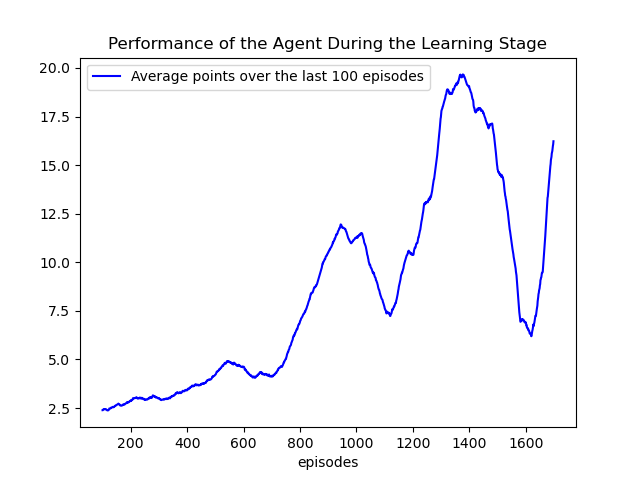 Performance of the Agent During the Learning Stage
Average points over the last 100 episodes
20.0
17.5
15.0
12.5
10.0
7.5
5.0
2.5
200 400 600 800 1000 1200 1400 1600
episodes